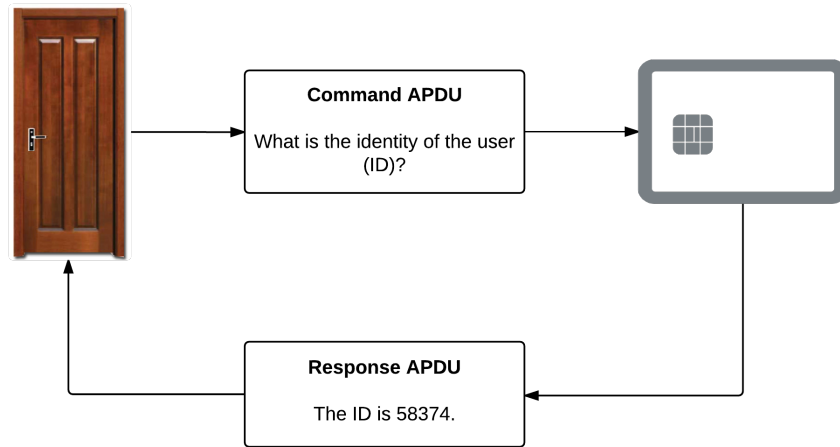 Command APDU
What is the identity of the user
(ID)?
Response APDU
The ID is 58374.